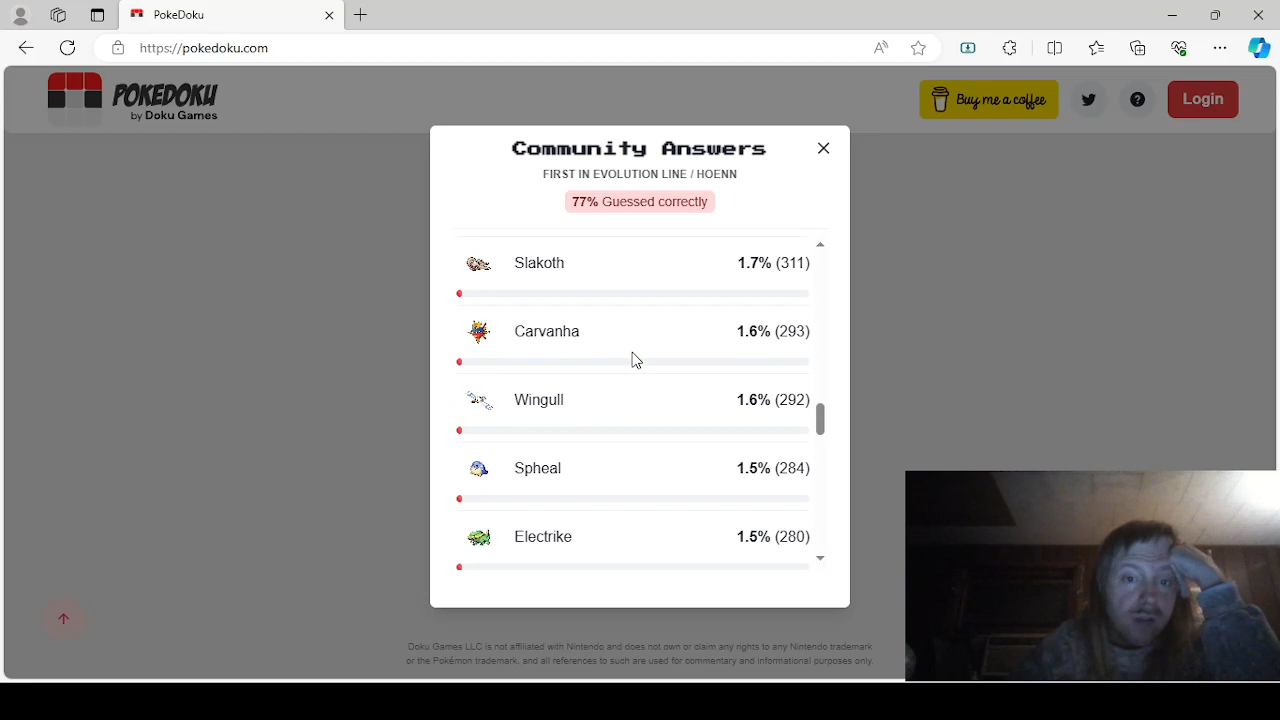 PokeDoku
https://pokedoku.com
POKEDOKU
by Doku Games
Buy me a coffee
Login
Community Answers
FIRST IN EVOLUTION LINE / HOENN
77% Guessed correctly
Slakoth 1.7% (311)
Carvanha 1.6% (293)
Wingull 1.6% (292)
Spheal 1.5% (284)
Electrike 1.5% (280)
Doku Games LLC is not affiliated with Nintendo and does not own or claim any rights to any Nintendo trademark
or the Pokémon trademark, and all references to such are used for commentary and informational purposes only.